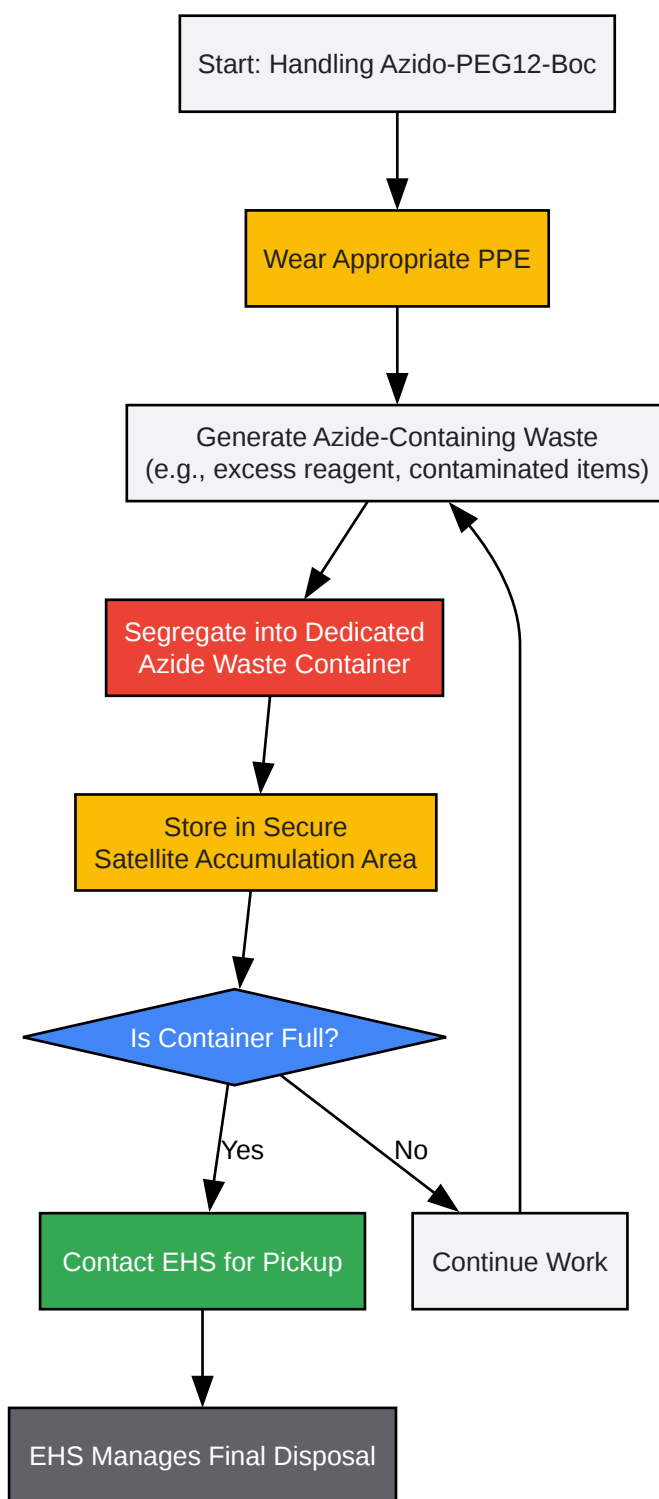 Start: Handling Azido-PEG12-Boc
Wear Appropriate PPE
Generate Azide-Containing Waste
(e.g., excess reagent, contaminated items)
Segregate into Dedicated
Azide Waste Container
Store in Secure
Satellite Accumulation Area
Is Container Full?
Yes
No
Contact EHS for Pickup
Continue Work
EHS Manages Final Disposal